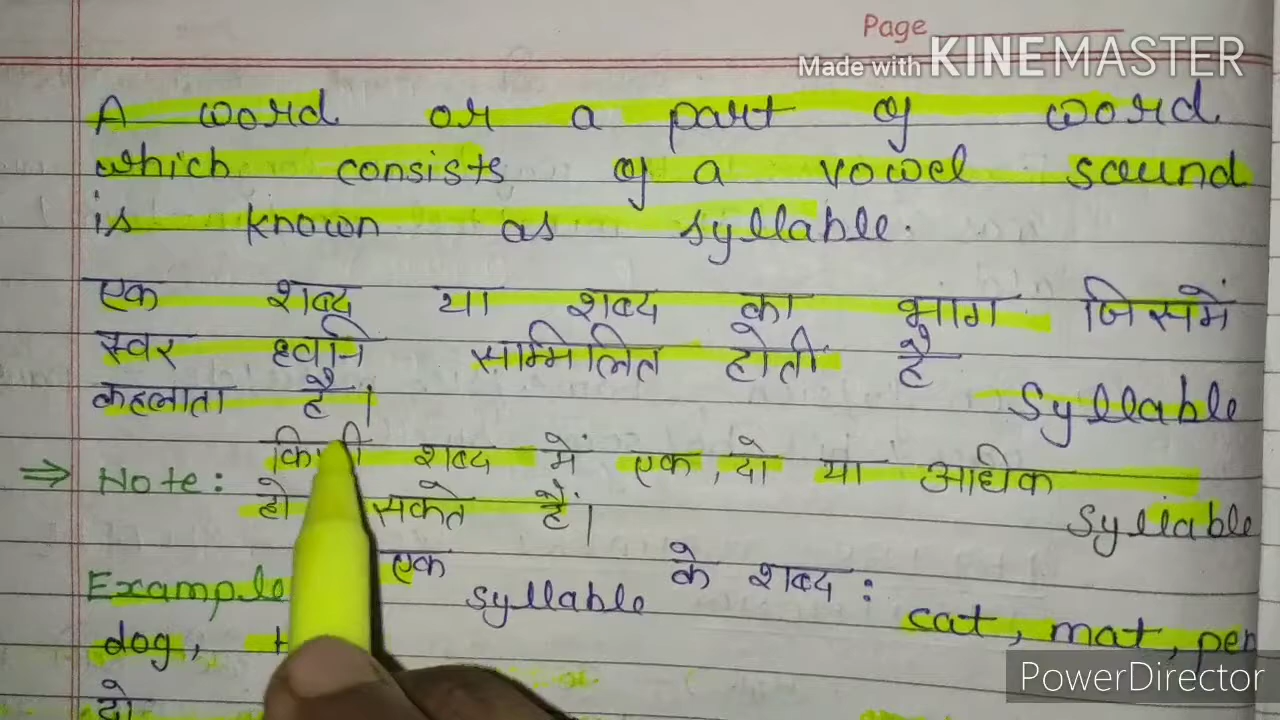 Page
Made with KINEMASTER
A word or a part of word
which consists of a vowel sound
is known as syllable.
एक शब्द या शब्द का भाग जिसमें
स्वर ध्वनि सम्मिलित होती है Syllable
कहलाता है।
⇒ Note: किसी शब्द में एक, दो या अधिक syllable
हो सकते हैं।
Example एक syllable के शब्द: cat, mat, pen
dog,
दो
PowerDirector